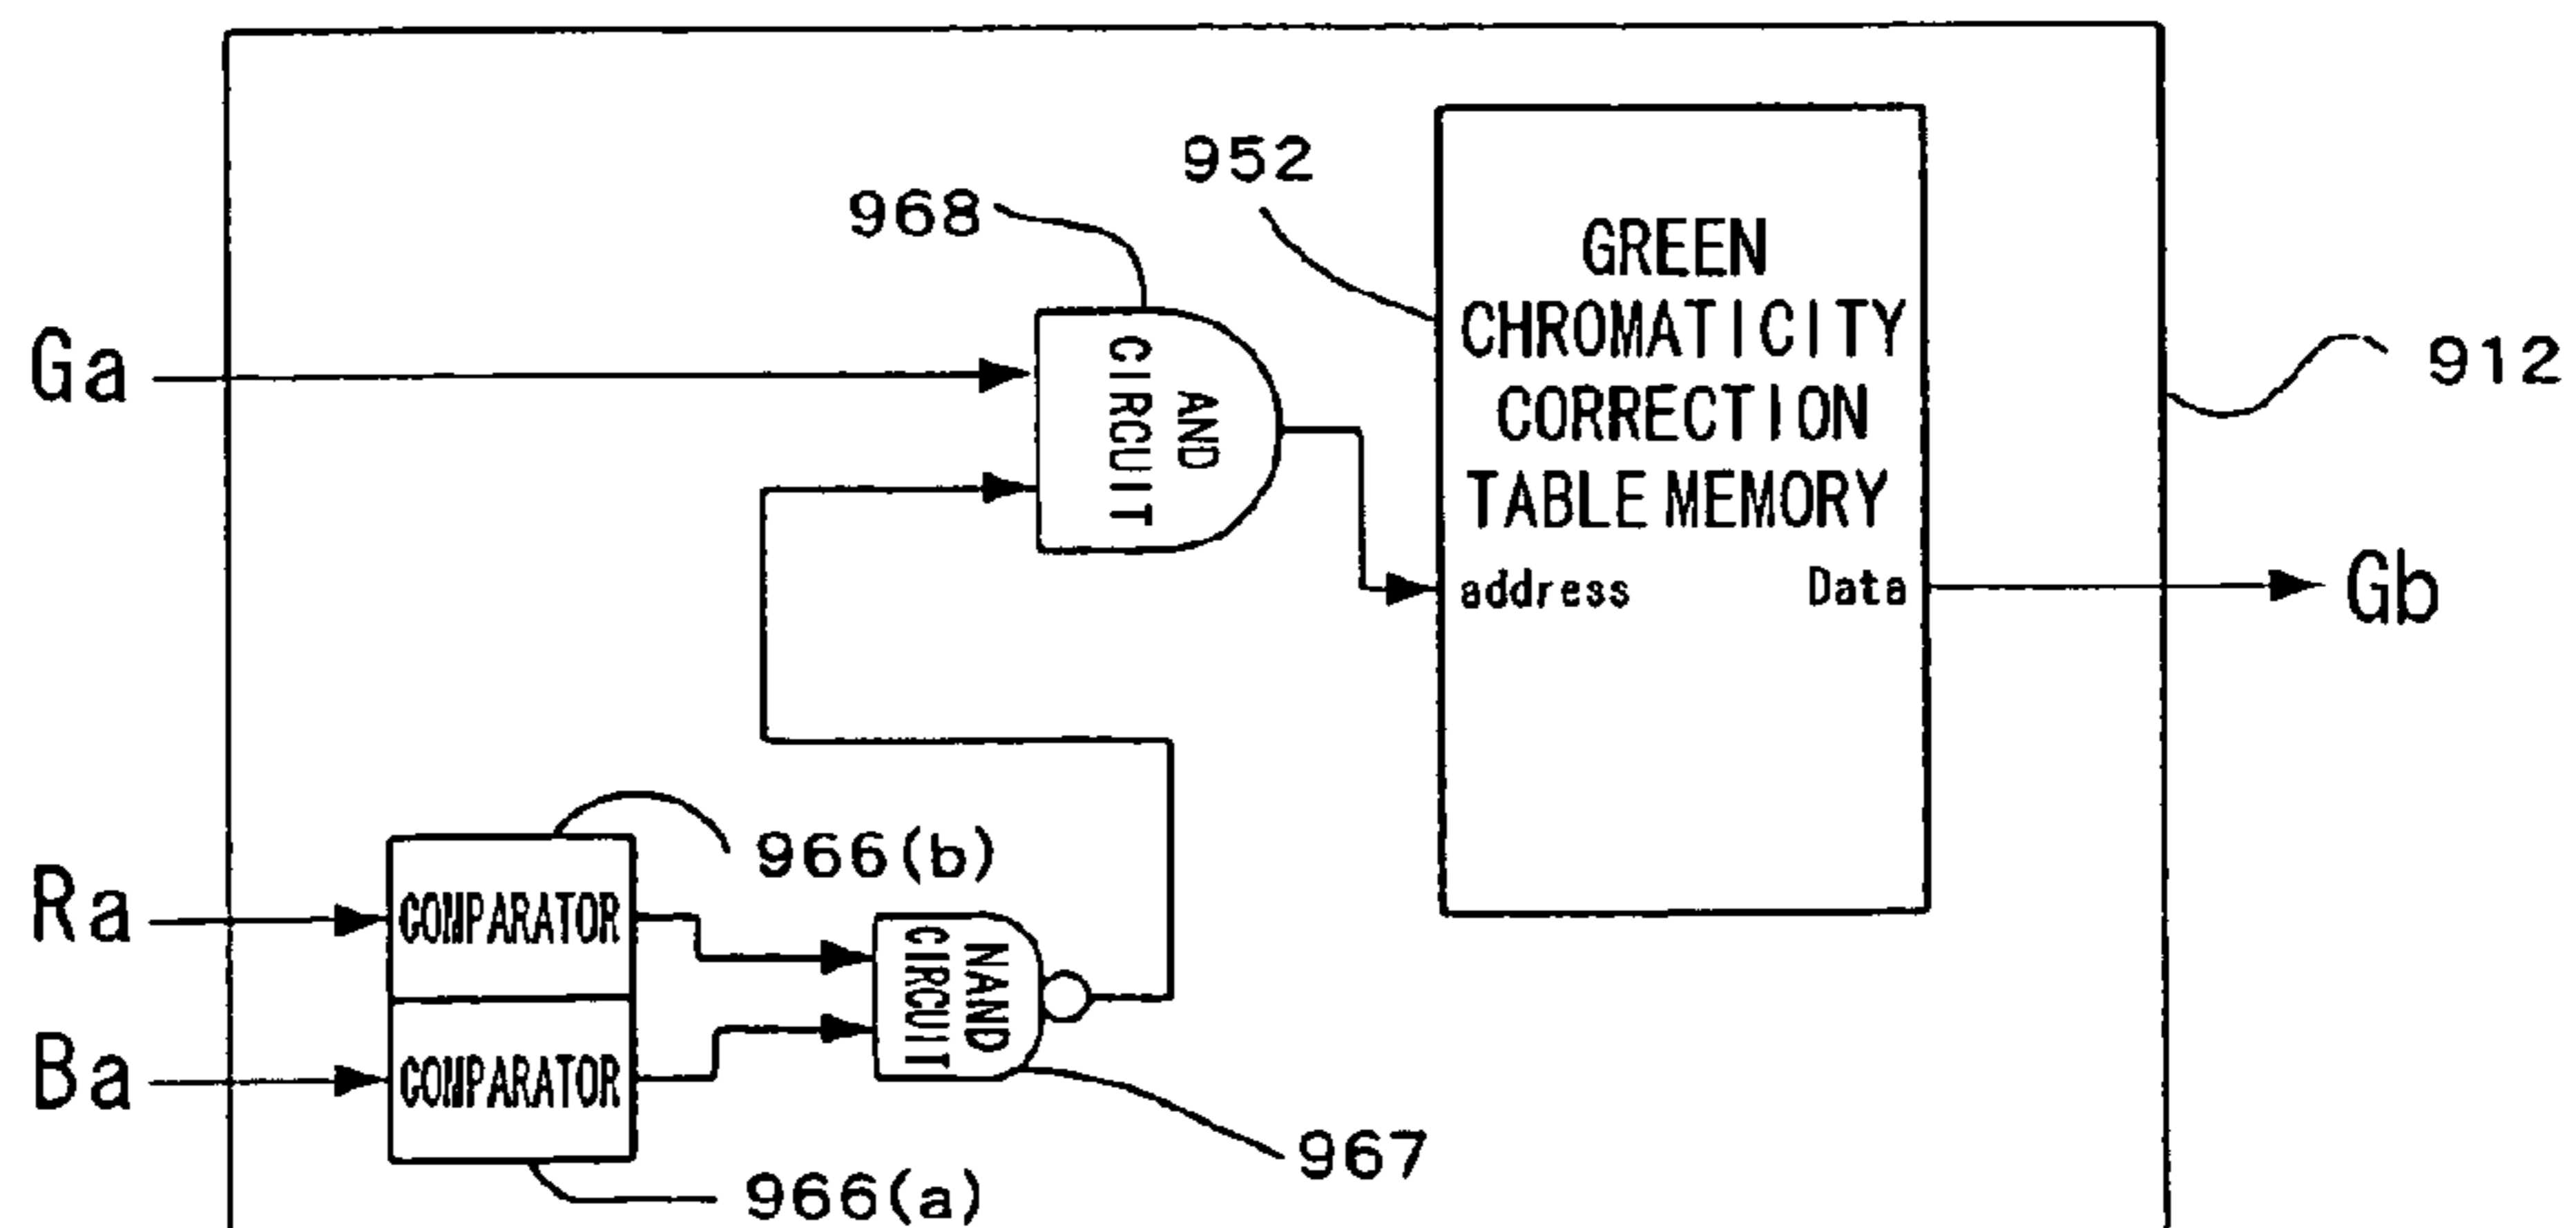 952
968
GREEN
CHROMATICITY
CORRECTION
TABLE MEMORY
address
Data
912
Ga
AND
CIRCUIT
Gb
Ra
COMPARATOR
966(b)
NAND
CIRCUIT
Ba
COMPARATOR
967
966(a)